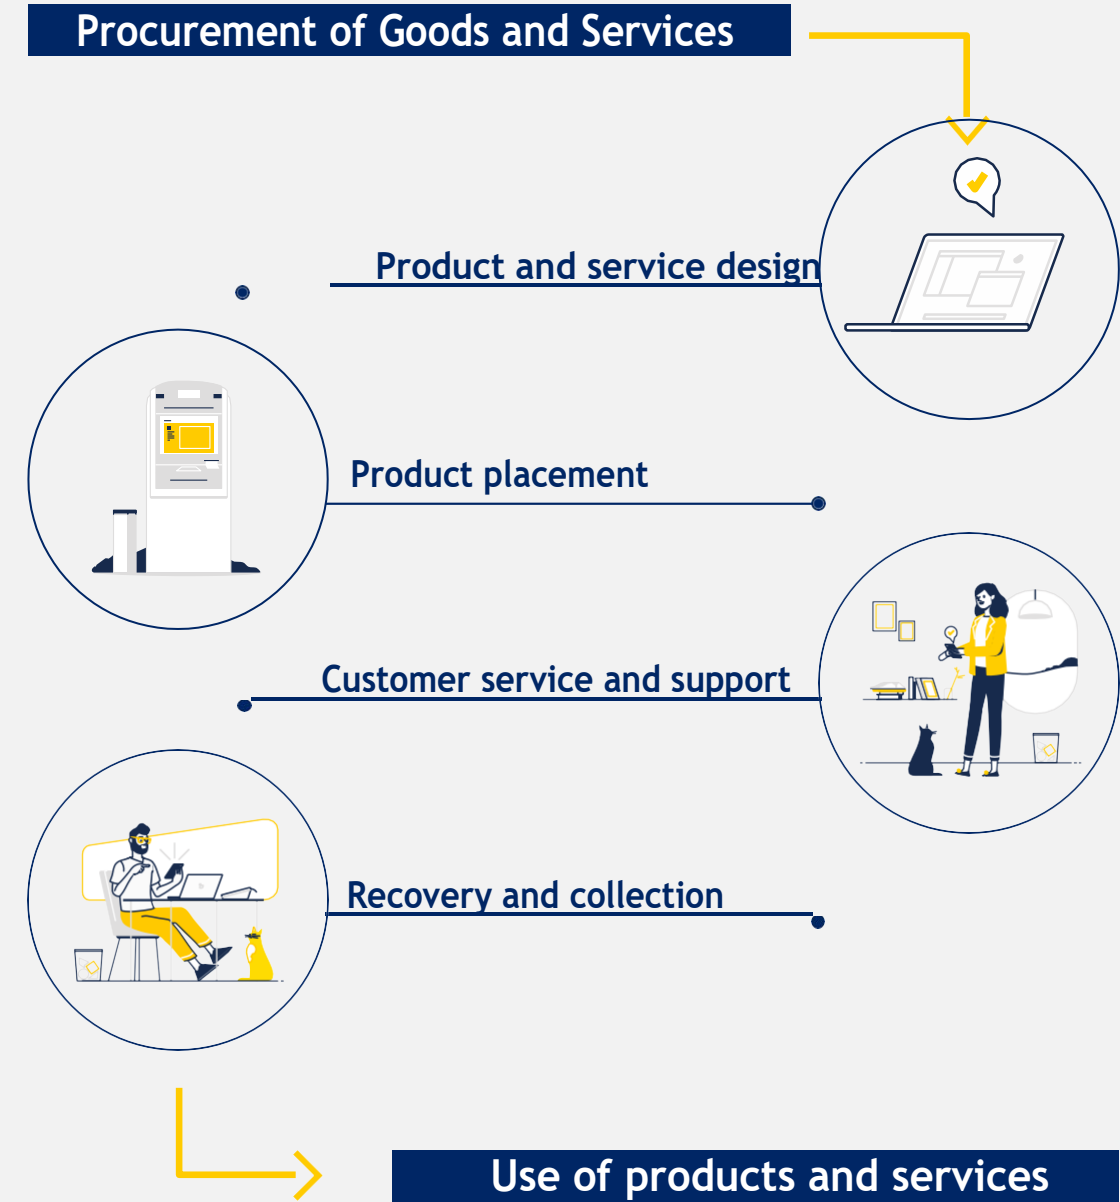 Procurement of Goods and Services
Product and service design
Product placement
Customer service and support
Recovery and collection
Use of products and services